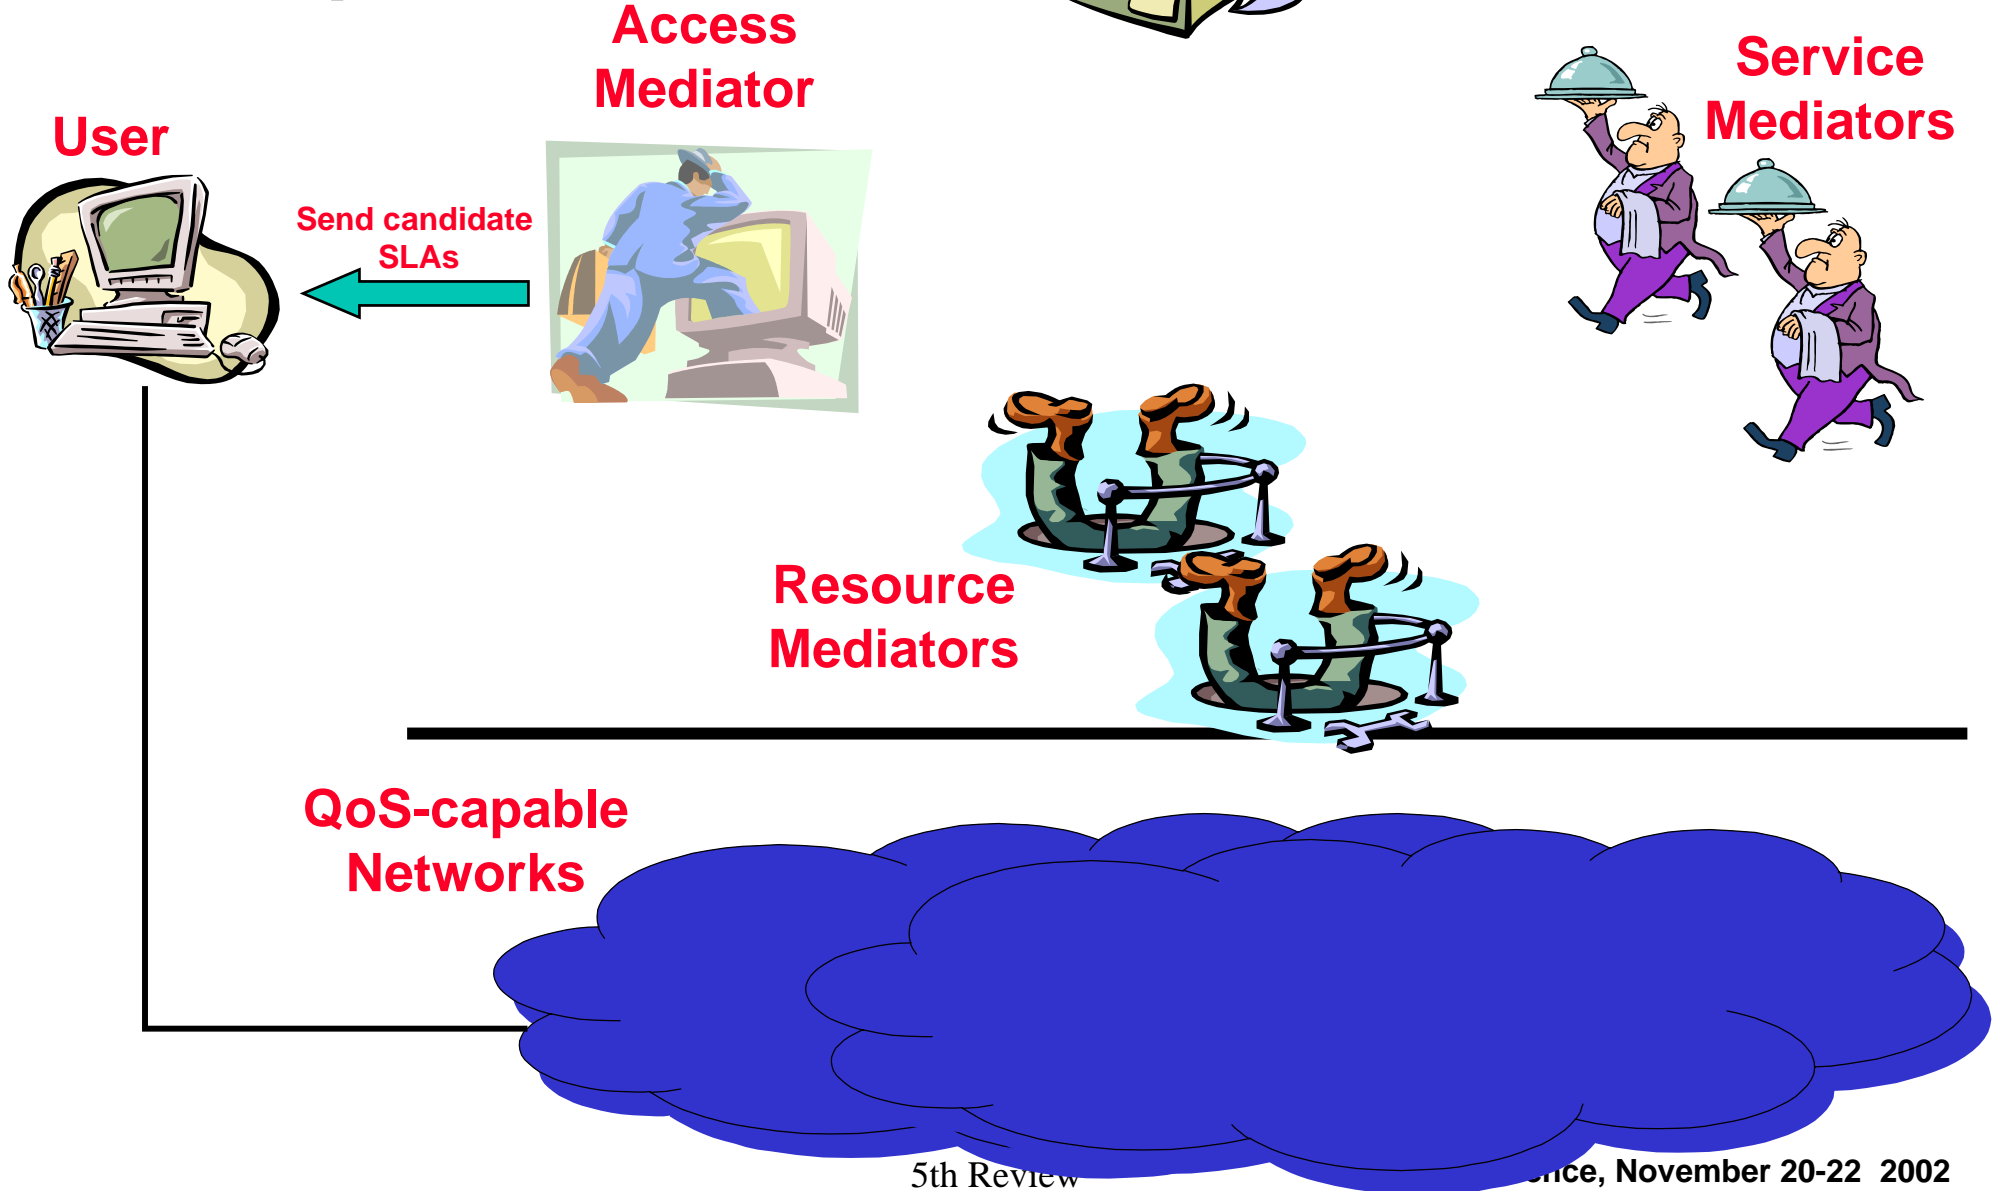 Access
Mediator
Service
Mediators
User
Send candidate
SLAs
Resource
Mediators
QoS-capable
Networks
5th Review
November 20-22 2002